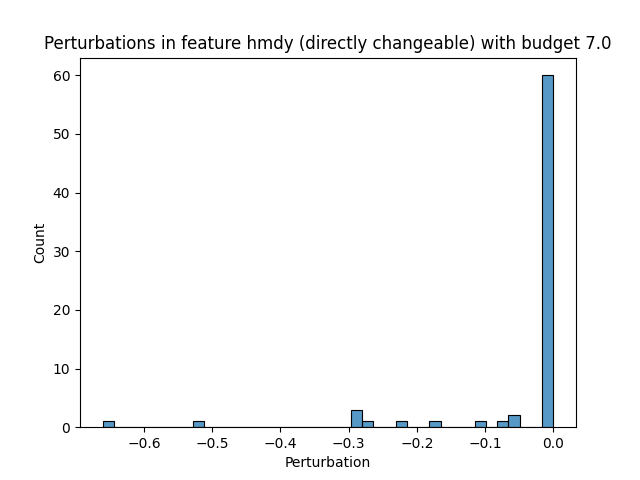 Perturbations in feature hmdy (directly changeable) with budget 7.0
60
50
40
30
20
10
0
Count
−0.6 −0.5 −0.4 −0.3 −0.2 −0.1 0.0
Perturbation